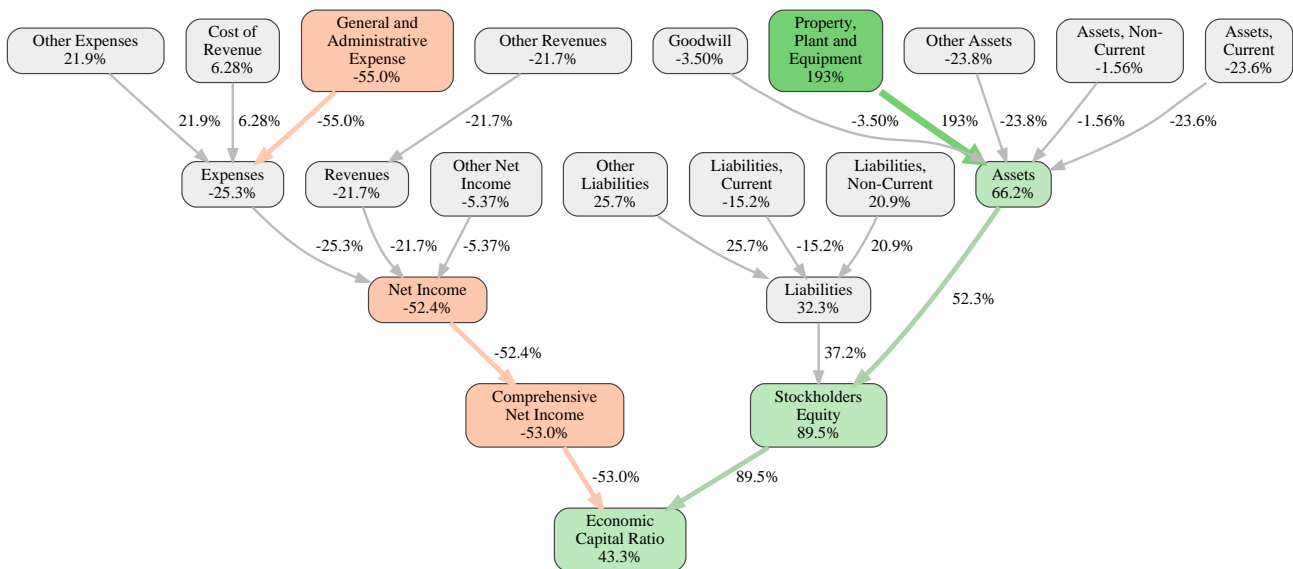 Other Expenses
21.9%
Cost of
Revenue
6.28%
General and
Administrative
Expense
-55.0%
Other Revenues
-21.7%
Goodwill
-3.50%
Property,
Plant and
Equipment
193%
Other Assets
-23.8%
Assets, Non-
Current
-1.56%
Assets,
Current
-23.6%
21.9%
6.28%
-55.0%
-21.7%
-3.50%
193%
-23.8%
-1.56%
-23.6%
Expenses
-25.3%
Revenues
-21.7%
Other Net
Income
-5.37%
Other
Liabilities
25.7%
Liabilities,
Current
-15.2%
Liabilities,
Non-Current
20.9%
Assets
66.2%
-25.3%
-21.7%
-5.37%
25.7%
-15.2%
20.9%
52.3%
Net Income
-52.4%
Liabilities
32.3%
-52.4%
37.2%
Comprehensive
Net Income
-53.0%
Stockholders
Equity
89.5%
-53.0%
89.5%
Economic
Capital Ratio
43.3%